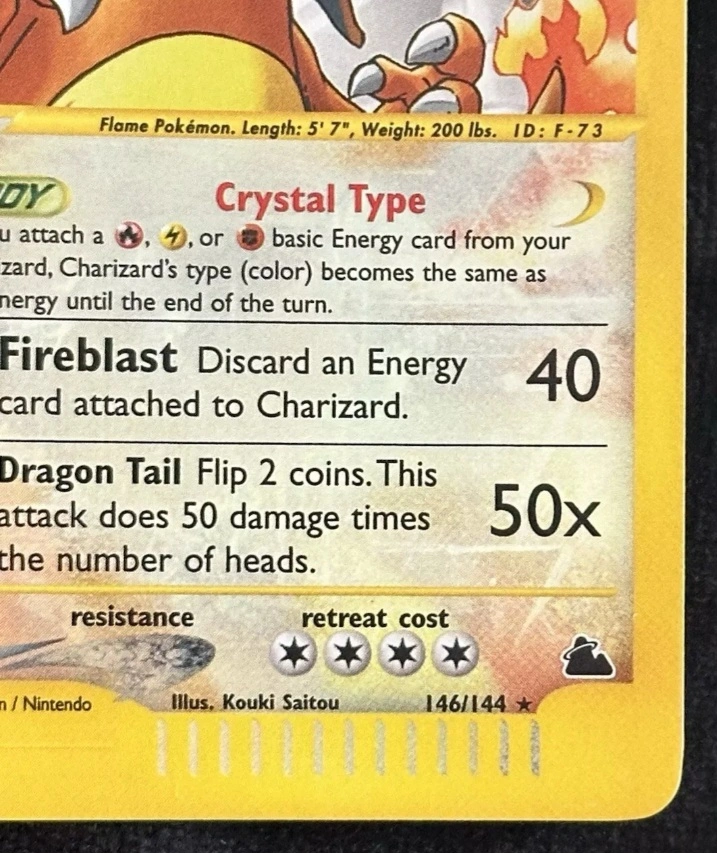 Flame Pokémon. Length: 5' 7", Weight: 200 lbs. ID: F-73
DY
Crystal Type
u attach a , , or basic Energy card from your
zard, Charizard's type (color) becomes the same as
nergy until the end of the turn.
Fireblast Discard an Energy
card attached to Charizard.
40
Dragon Tail Flip 2 coins. This
attack does 50 damage times
the number of heads.
50x
resistance
retreat cost
n / Nintendo
Illus. Kouki Saitou
146/144 ★